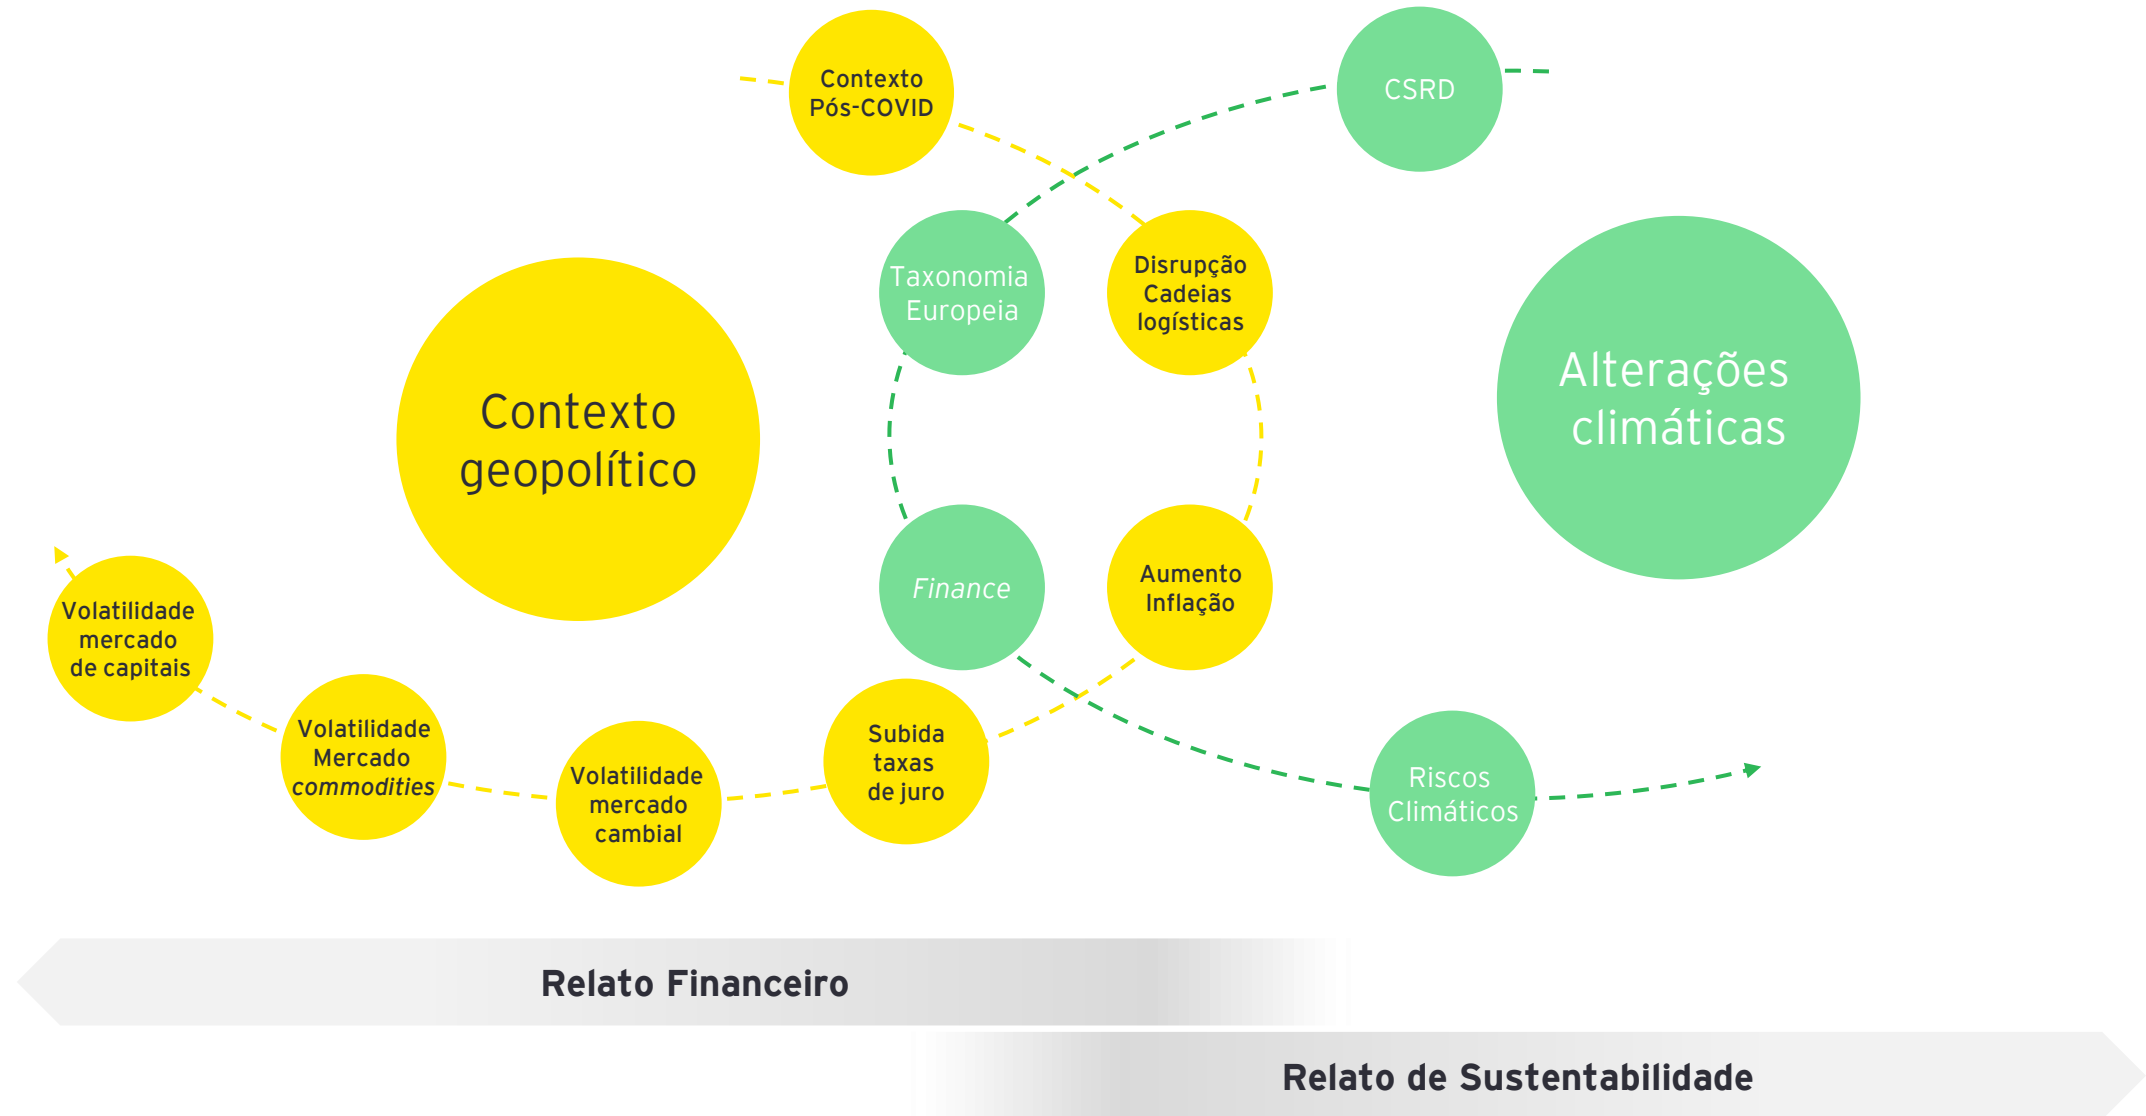 Contexto
Pós-COVID
CSRD
Taxonomia
Europeia
Disrupção
Cadeias
logísticas
Contexto
geopolítico
Alterações
climáticas
Finance
Aumento
Inflação
Volatilidade
mercado
de capitais
Volatilidade
Mercado
commodities
Volatilidade
mercado
cambial
Subida
taxas
de juro
Riscos
Climáticos
Relato Financeiro
Relato de Sustentabilidade